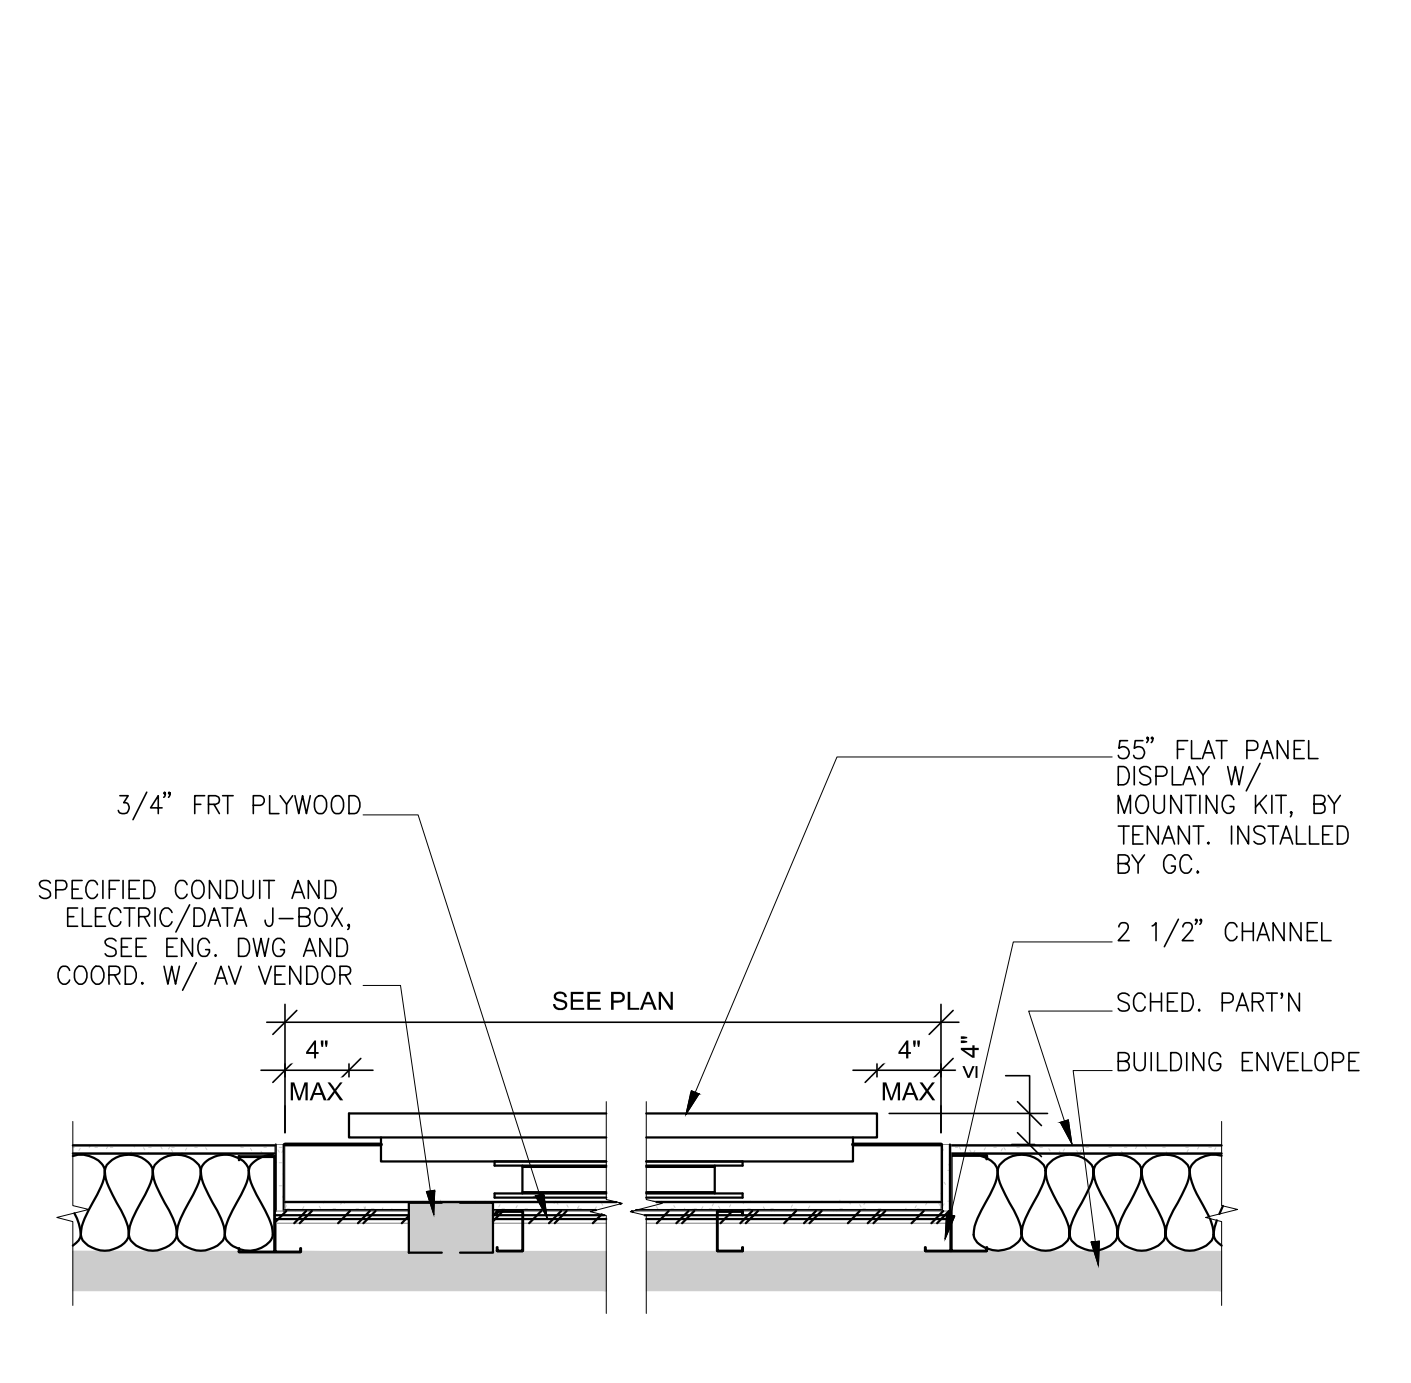 55” FLAT PANEL
DISPLAY W/
MOUNTING KIT, BY
TENANT. INSTALLED
BY GC.
3/4” FRT PLYWOOD
SPECIFIED CONDUIT AND
ELECTRIC/DATA J-BOX,
SEE ENG. DWG AND
COORD. W/ AV VENDOR
2 1/2” CHANNEL
SCHED. PART'N
BUILDING ENVELOPE
SEE PLAN
4"
MAX
4"
MAX
≤ 4"